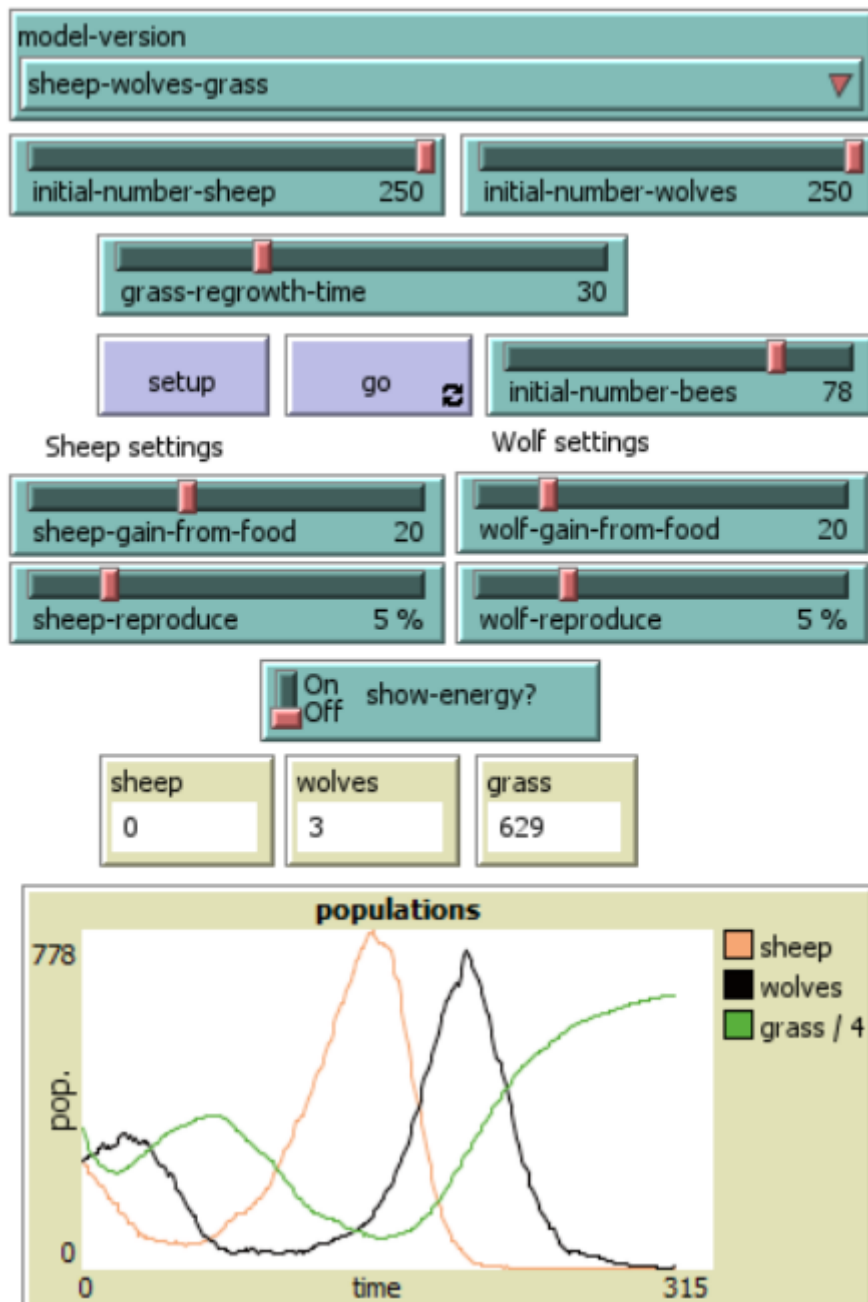 model-version
sheep-wolves-grass
initial-number-sheep 250
initial-number-wolves 250
grass-regrowth-time 30
setup
go
initial-number-bees 78
Sheep settings
Wolf settings
sheep-gain-from-food 20
wolf-gain-from-food 20
sheep-reproduce 5 %
wolf-reproduce 5 %
On
Off
show-energy?
sheep
0
wolves
3
grass
629
populations
778
pop.
0
0
time
315
sheep
wolves
grass / 4